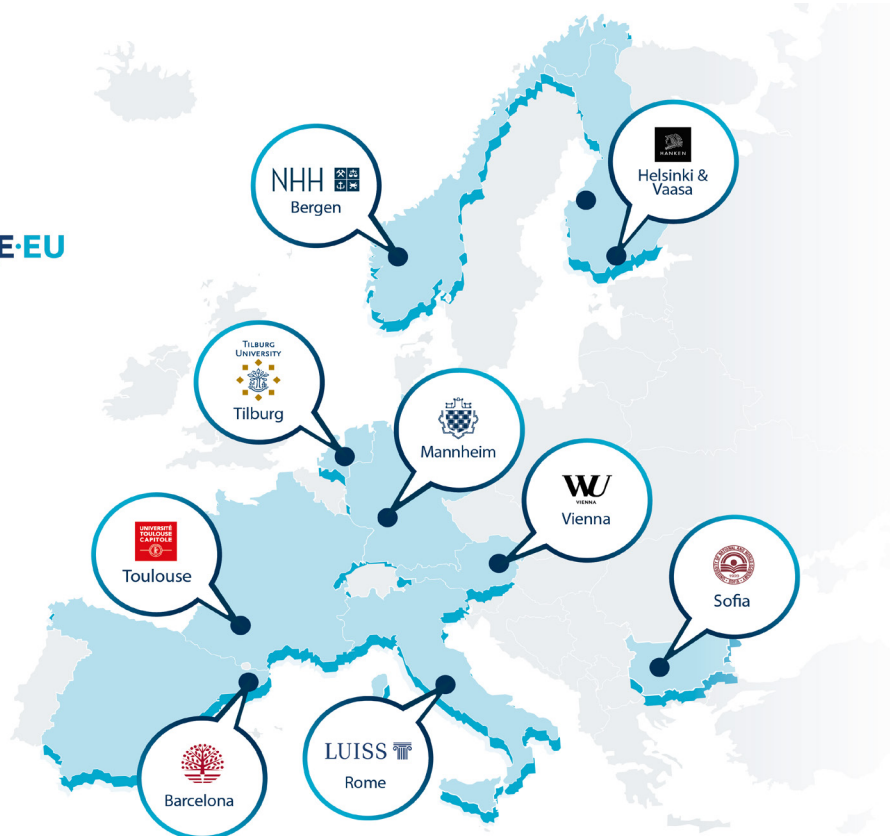 E·EU
NHH
Bergen
HANKEN
Helsinki &
Vaasa
TILBURG
UNIVERSITY
Tilburg
Mannheim
WU
VIENNA
Vienna
UNIVERSITÉ
TOULOUSE
CAPITOLE
Toulouse
Sofia
LUISS
Rome
Barcelona